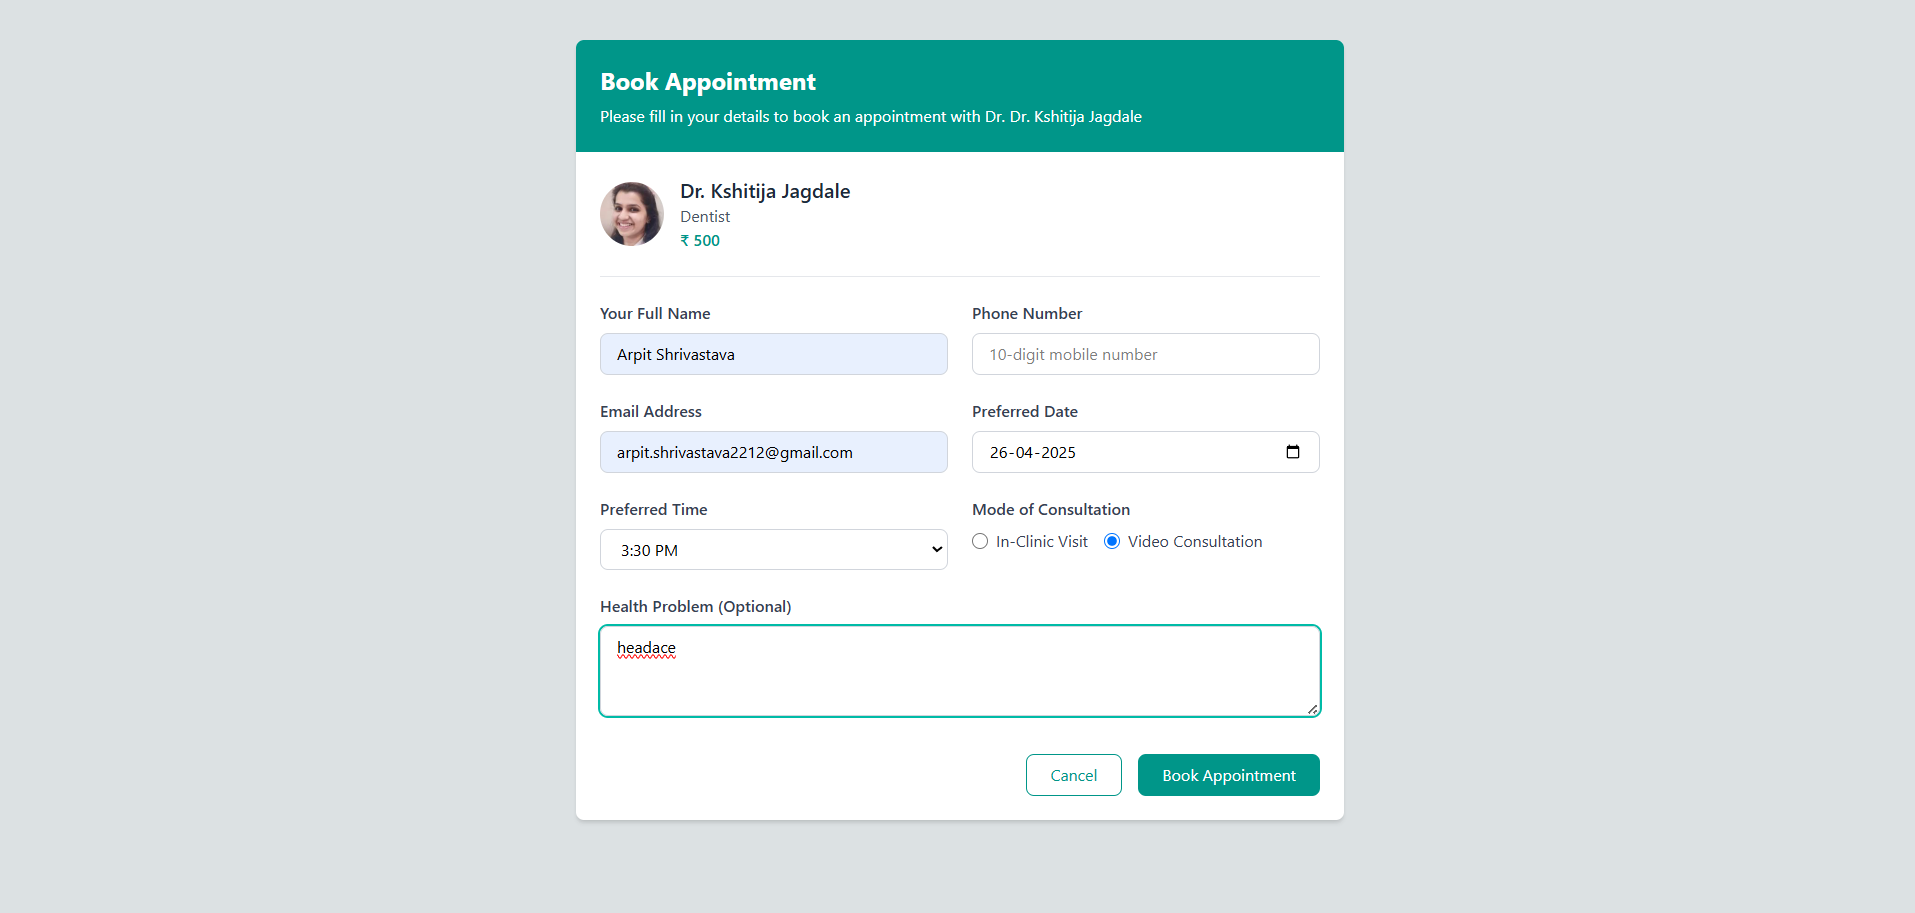 Book Appointment
Please fill in your details to book an appointment with Dr. Dr. Kshitija Jagdale
Dr. Kshitija Jagdale
Dentist
₹ 500
Your Full Name
Arpit Shrivastava
Phone Number
10-digit mobile number
Email Address
arpit.shrivastava2212@gmail.com
Preferred Date
26-04-2025
Preferred Time
3:30 PM
Mode of Consultation
In-Clinic Visit Video Consultation
Health Problem (Optional)
headace
Cancel Book Appointment